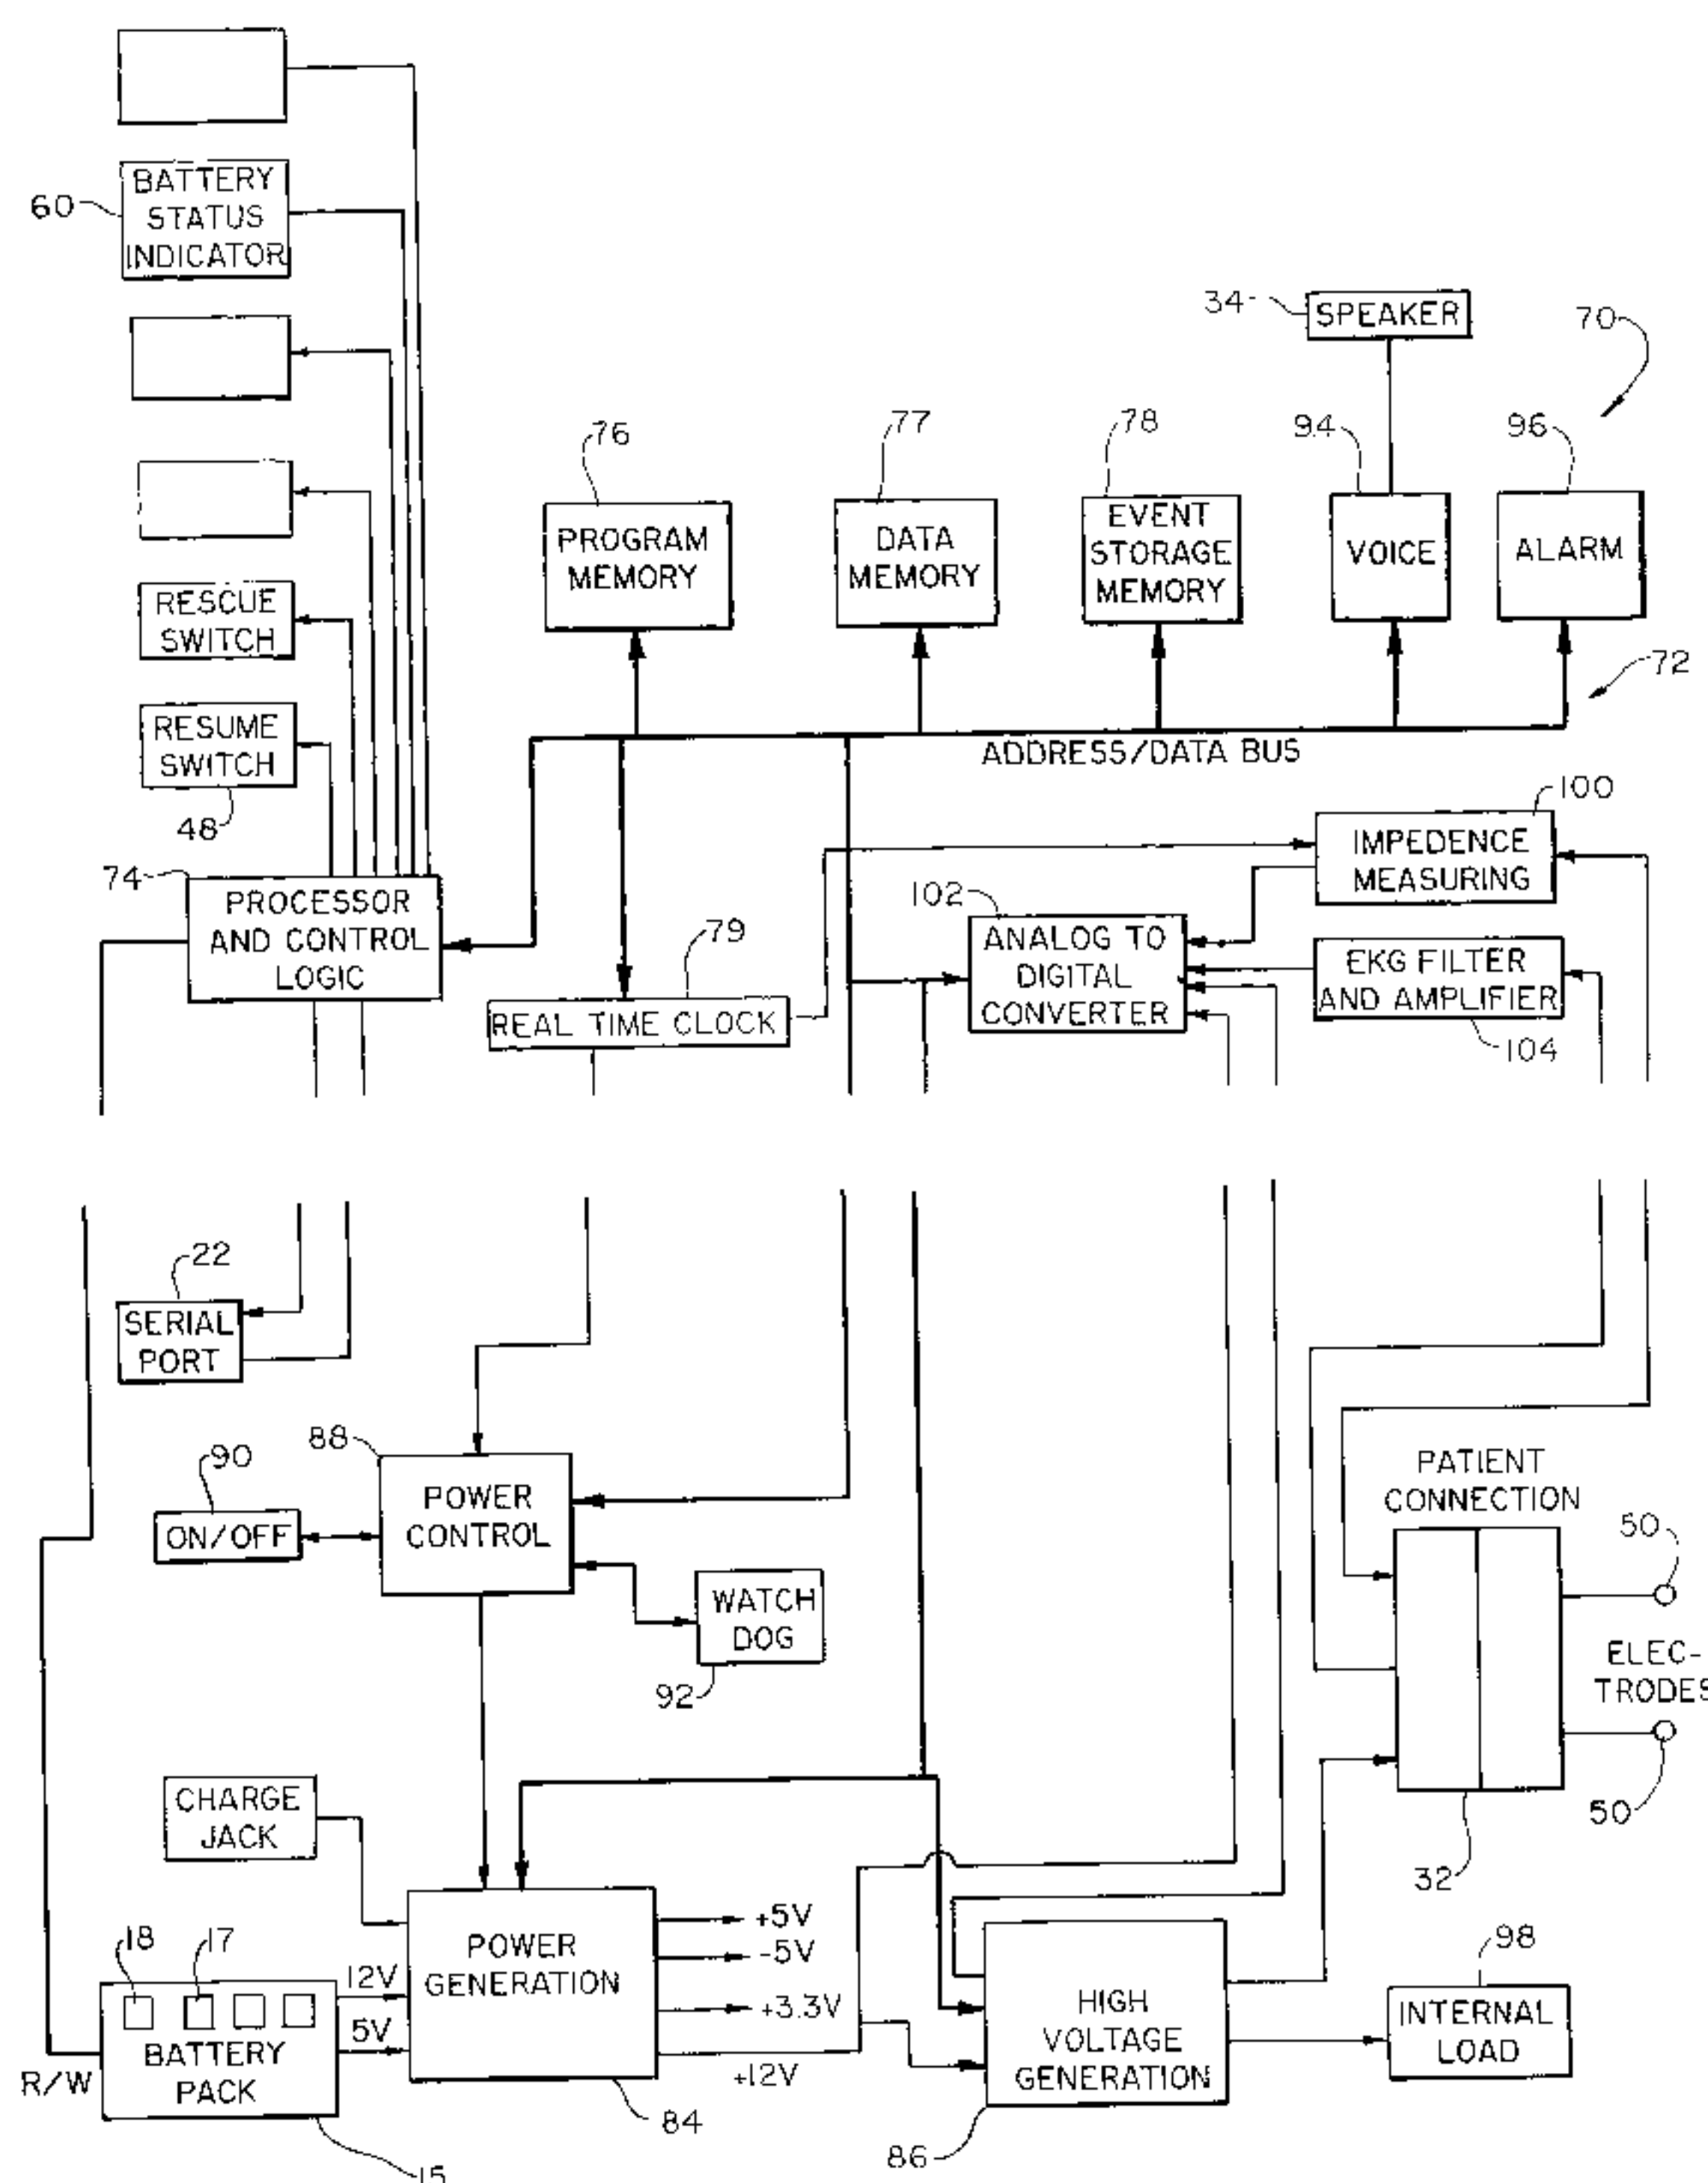 60
BATTERY
STATUS
INDICATOR
34
SPEAKER
70
76
77
78
94
96
PROGRAM
MEMORY
DATA
MEMORY
EVENT
STORAGE
MEMORY
VOICE
ALARM
RESCUE
SWITCH
72
RESUME
SWITCH
ADDRESS/DATA BUS
48
100
74
PROCESSOR
AND CONTROL
LOGIC
IMPEDENCE
MEASURING
102
79
ANALOG TO
DIGITAL
CONVERTER
EKG FILTER
AND AMPLIFIER
REAL TIME CLOCK
104
22
SERIAL
PORT
88
90
POWER
CONTROL
ON/OFF
PATIENT
CONNECTION
50
WATCH
DOG
92
ELEC-
TRODES
50
CHARGE
JACK
32
18
17
12V
5V
POWER
GENERATION
+5V
-5V
+3.3V
+12V
98
HIGH
VOLTAGE
GENERATION
INTERNAL
LOAD
R/W
BATTERY
PACK
84
86
15